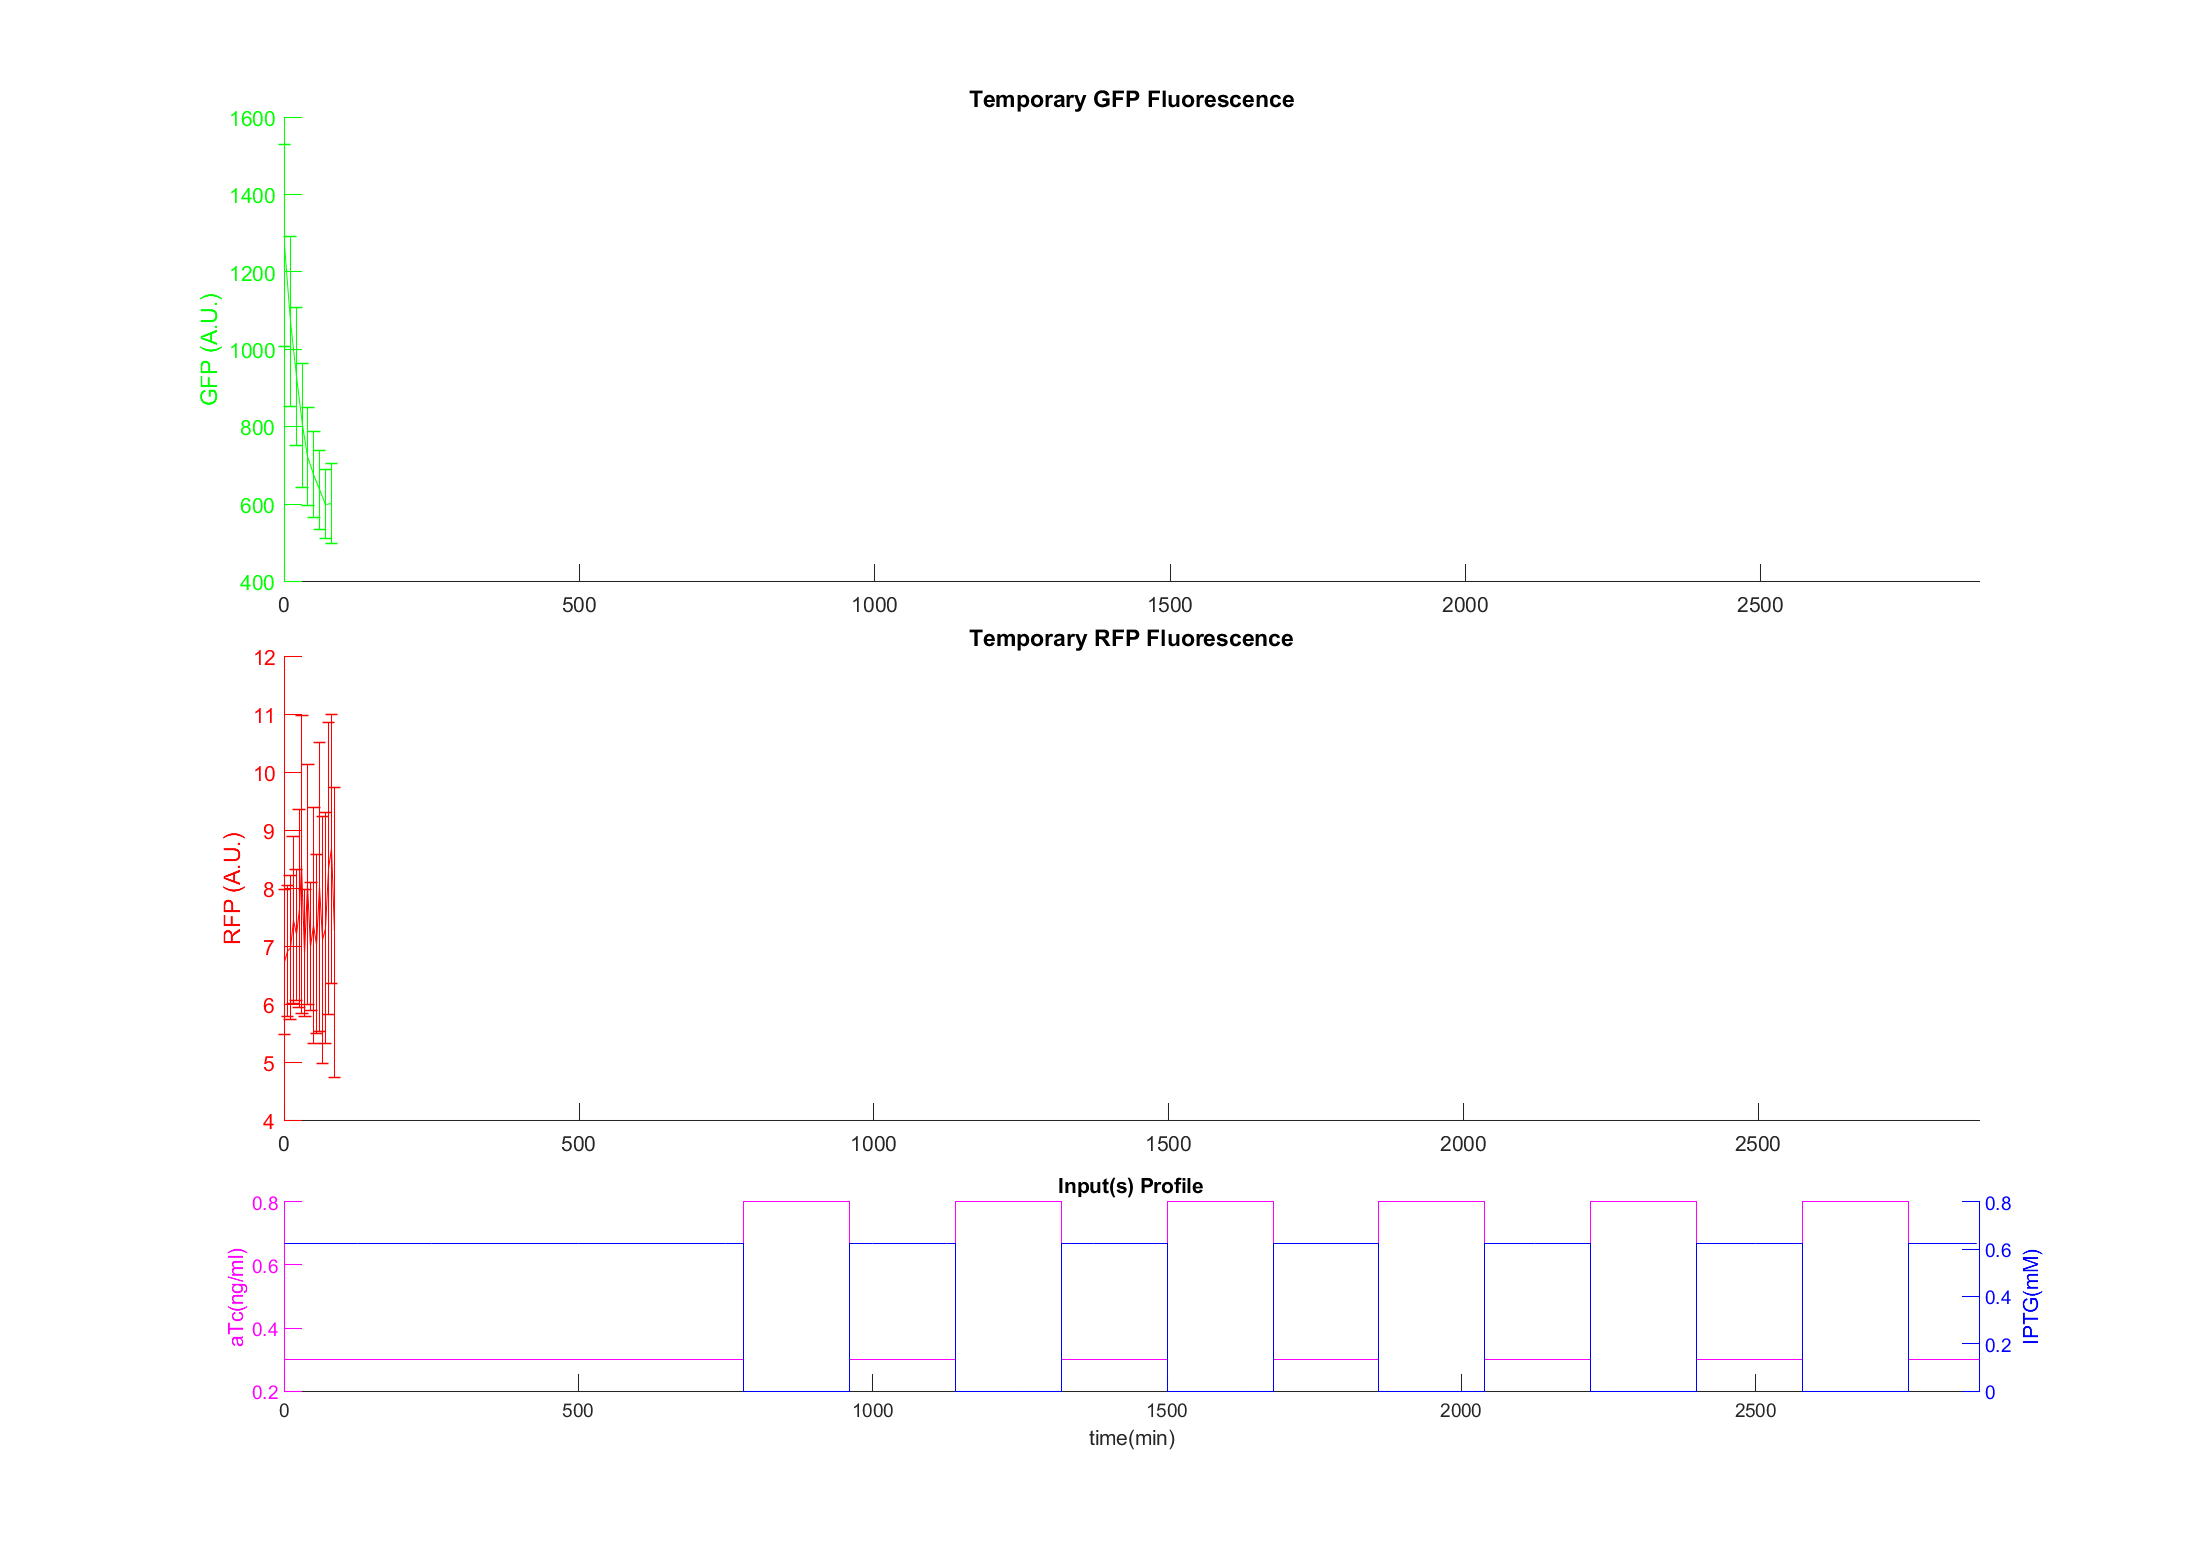 Temporary GFP Fluorescence
1600
1400
1200
1000
800
600
400
GFP (A.U.)
0 500 1000 1500 2000 2500
Temporary RFP Fluorescence
12
11
10
9
8
7
6
5
4
RFP (A.U.)
0 500 1000 1500 2000 2500
Input(s) Profile
0.8
0.6
0.4
0.2
aTc(ng/ml)
0.8
0.6
0.4
0.2
0
IPTG(mM)
0 500 1000 1500 2000 2500
time(min)